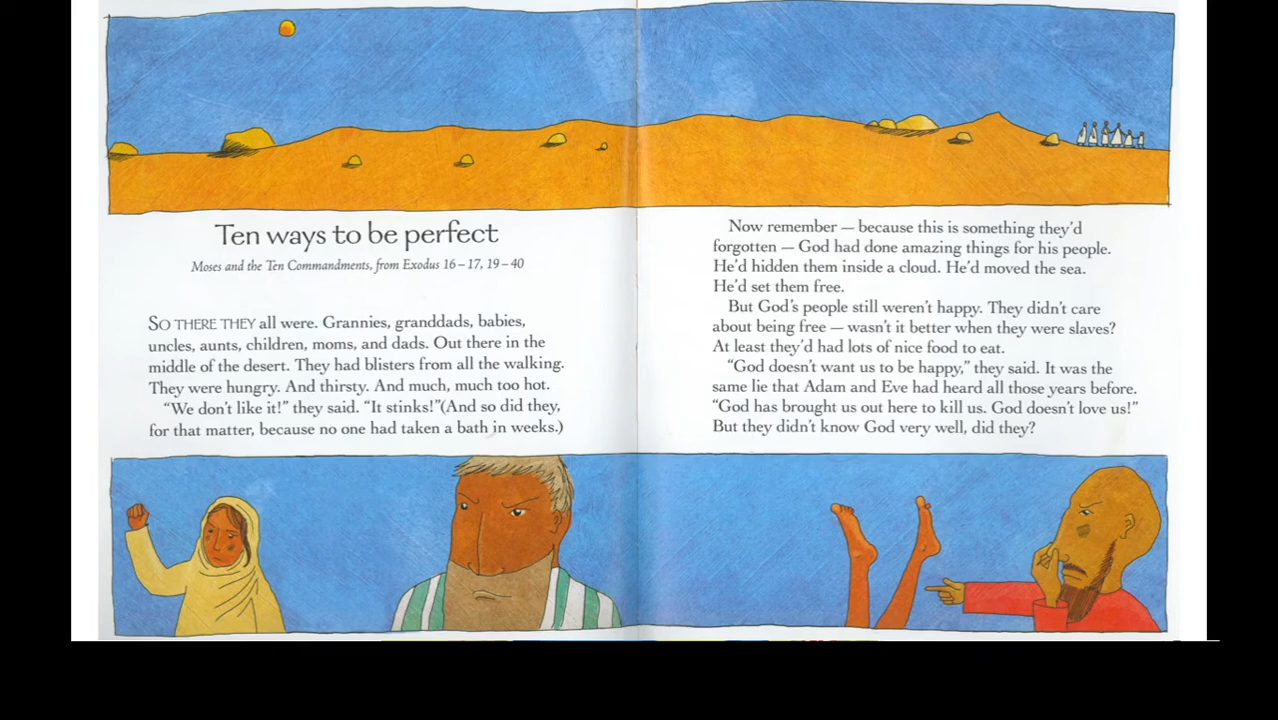 Ten ways to be perfect
Moses and the Ten Commandments, from Exodus 16–17, 19–40
SO THERE THEY all were. Grannies, granddads, babies,
uncles, aunts, children, moms, and dads. Out there in the
middle of the desert. They had blisters from all the walking.
They were hungry. And thirsty. And much, much too hot.
“We don’t like it!” they said. “It stinks!”(And so did they,
for that matter, because no one had taken a bath in weeks.)
Now remember — because this is something they’d
forgotten — God had done amazing things for his people.
He’d hidden them inside a cloud. He’d moved the sea.
He’d set them free.
But God’s people still weren’t happy. They didn’t care
about being free — wasn’t it better when they were slaves?
At least they’d had lots of nice food to eat.
“God doesn’t want us to be happy,” they said. It was the
same lie that Adam and Eve had heard all those years before.
“God has brought us out here to kill us. God doesn’t love us!”
But they didn’t know God very well, did they?